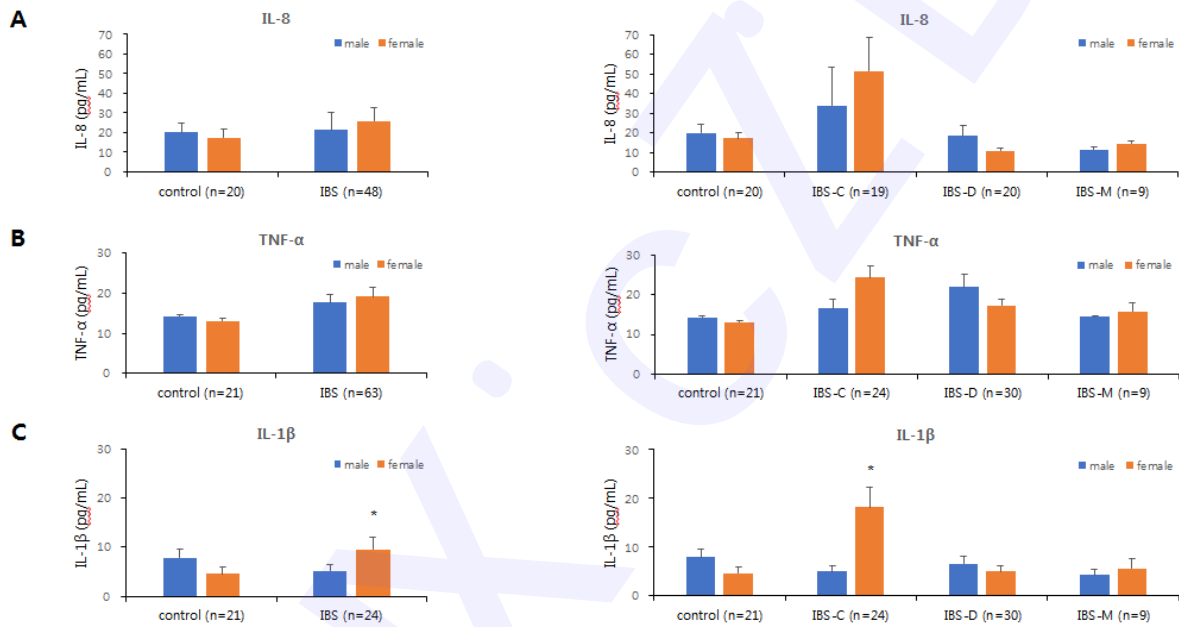 A
IL-8
male female
70
60
50
40
30
20
10
0
IL-8 (pg/mL)
control (n=20) IBS (n=48)
IL-8
male female
70
60
50
40
30
20
10
0
IL-8 (pg/mL)
control (n=20) IBS-C (n=19) IBS-D (n=20) IBS-M (n=9)
B
TNF-α
male female
30
20
10
0
TNF-α (pg/mL)
control (n=21) IBS (n=63)
TNF-α
male female
30
20
10
0
TNF-α (pg/mL)
control (n=21) IBS-C (n=24) IBS-D (n=30) IBS-M (n=9)
C
IL-1β
male female
30
20
10
0
IL-1β (pg/mL)
*
control (n=21) IBS (n=24)
IL-1β
male female
30
20
10
0
IL-1β (pg/mL)
*
control (n=21) IBS-C (n=24) IBS-D (n=30) IBS-M (n=9)